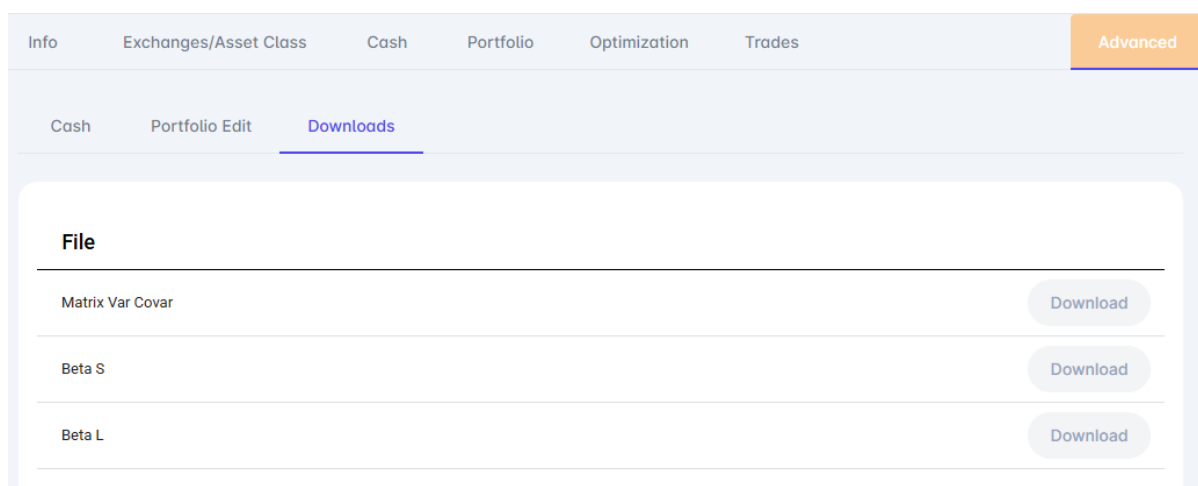 Info Exchanges/Asset Class Cash Portfolio Optimization Trades Advanced
Cash Portfolio Edit Downloads
File
Matrix Var Covar Download
Beta S Download
Beta L Download